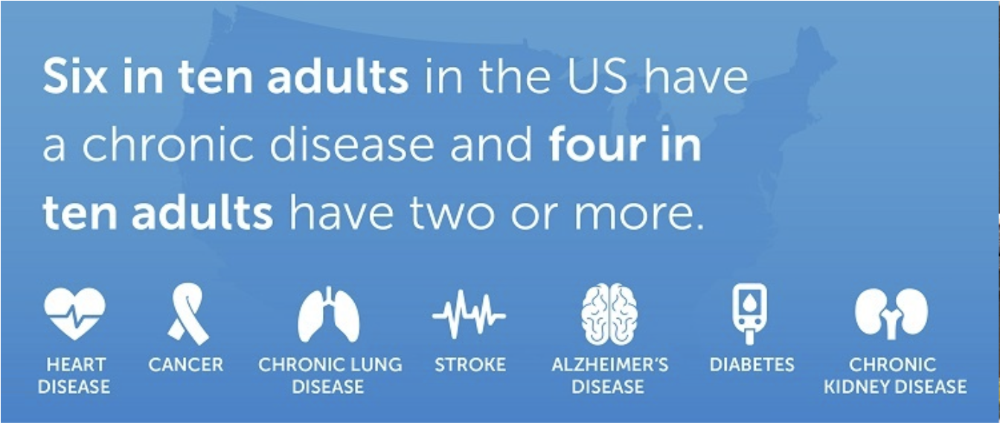 Six in ten adults in the US have
a chronic disease and four in
ten adults have two or more.
HEART
DISEASE
CANCER
CHRONIC LUNG
DISEASE
STROKE
ALZHEIMER'S
DISEASE
DIABETES
CHRONIC
KIDNEY DISEASE